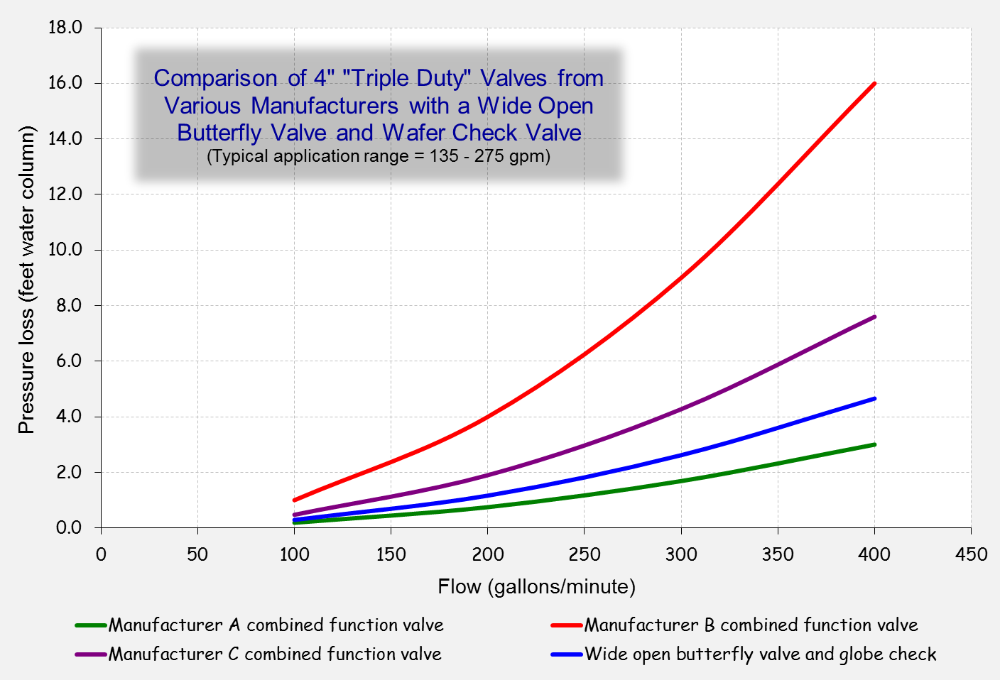 Comparison of 4" "Triple Duty" Valves from
Various Manufacturers with a Wide Open
Butterfly Valve and Wafer Check Valve
(Typical application range = 135 - 275 gpm)
Pressure loss (feet water column)
18.0
16.0
14.0
12.0
10.0
8.0
6.0
4.0
2.0
0.0
0 50 100 150 200 250 300 350 400 450
Flow (gallons/minute)
Manufacturer A combined function valve
Manufacturer B combined function valve
Manufacturer C combined function valve
Wide open butterfly valve and globe check